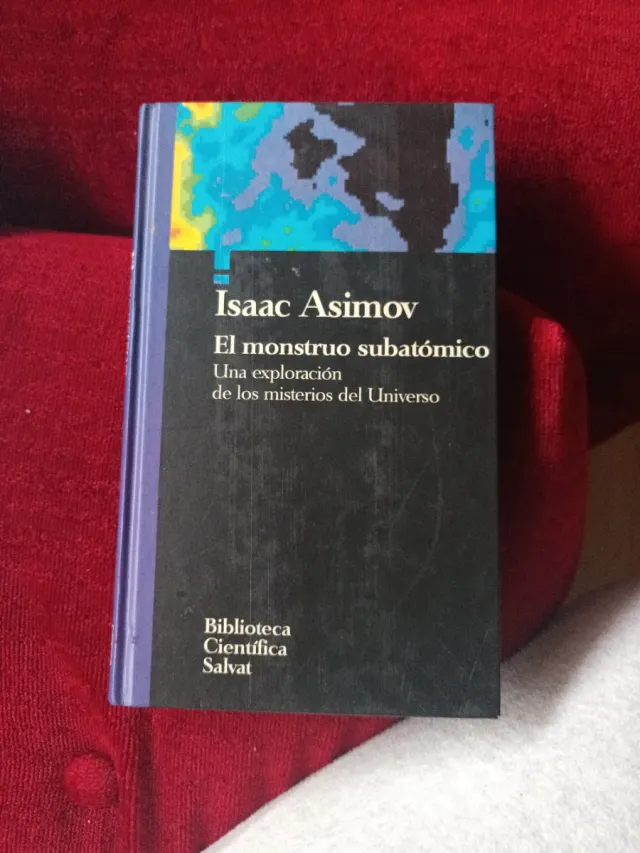 Isaac Asimov
El monstruo subatómico
Una exploración
de los misterios del Universo
Biblioteca
Científica
Salvat